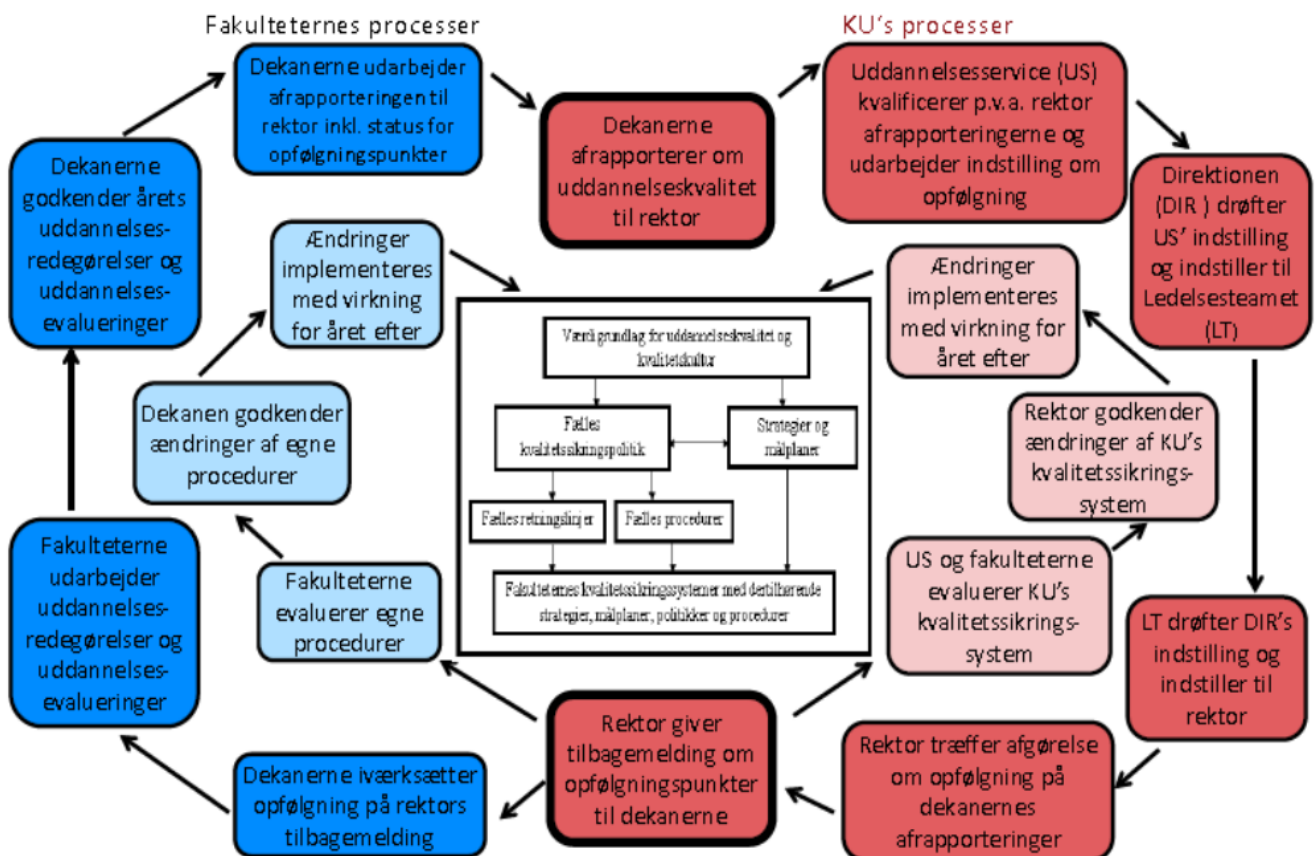 Fakulteternes processer
KU's processer
Dekanerne udarbejder
afrapporteringen til
rektor inkl. status for
opfølgningspunkter
Dekanerne
afrapporterer om
uddannelseskvalitet
til rektor
Uddannelsesservice (US)
kvalificerer p.v.a. rektor
afrapporteringerne og
udarbejder indstilling om
opfølgning
Dekanerne
godkender årets
uddannelses-
redegørelser og
uddannelses-
evalueringer
Direktionen
(DIR ) drøfter
US' indstilling
og indstiller til
Ledelsesteamet
(LT)
Ændringer
implementeres
med virkning
for året efter
Ændringer
implementeres
med virkning for
året efter
Værdigrundlag for uddannelseskvalitet og
kvalitetskultur
Fælles
kvalitetssikringspolitik
Strategier og
målplaner
Fælles retningslinjer
Fælles procedurer
Fakulteternes kvalitetssikringssystemer med dertilhørende
strategier, målplaner, politikker og procedurer
Dekanen godkender
ændringer af egne
procedurer
Rektor godkender
ændringer af KU's
kvalitetssikrings-
system
Fakulteterne
udarbejder
uddannelses-
redegørelser og
uddannelses-
evalueringer
Fakulteterne
evaluerer egne
procedurer
US og fakulteterne
evaluerer KU's
kvalitetssikrings-
system
LT drøfter DIR's
indstilling og
indstiller til
rektor
Dekanerne iværksætter
opfølgning på rektors
tilbagemelding
Rektor giver
tilbagemelding om
opfølgningspunkter
til dekanerne
Rektor træffer afgørelse
om opfølgning på
dekanernes
afrapporteringer